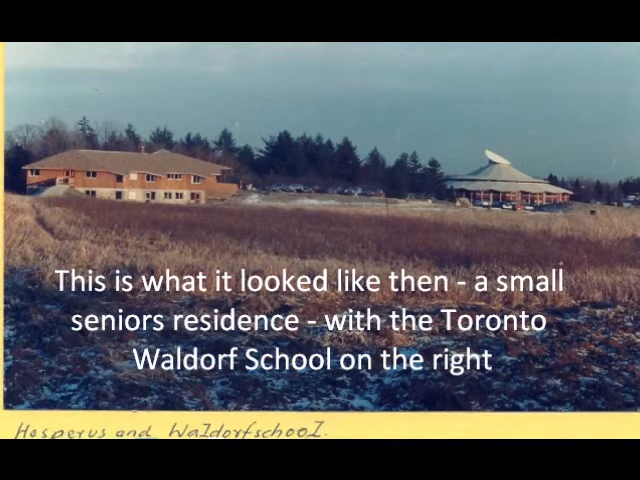 This is what it looked like then - a small
seniors residence - with the Toronto
Waldorf School on the right
Hesperus and Waldorfschool.